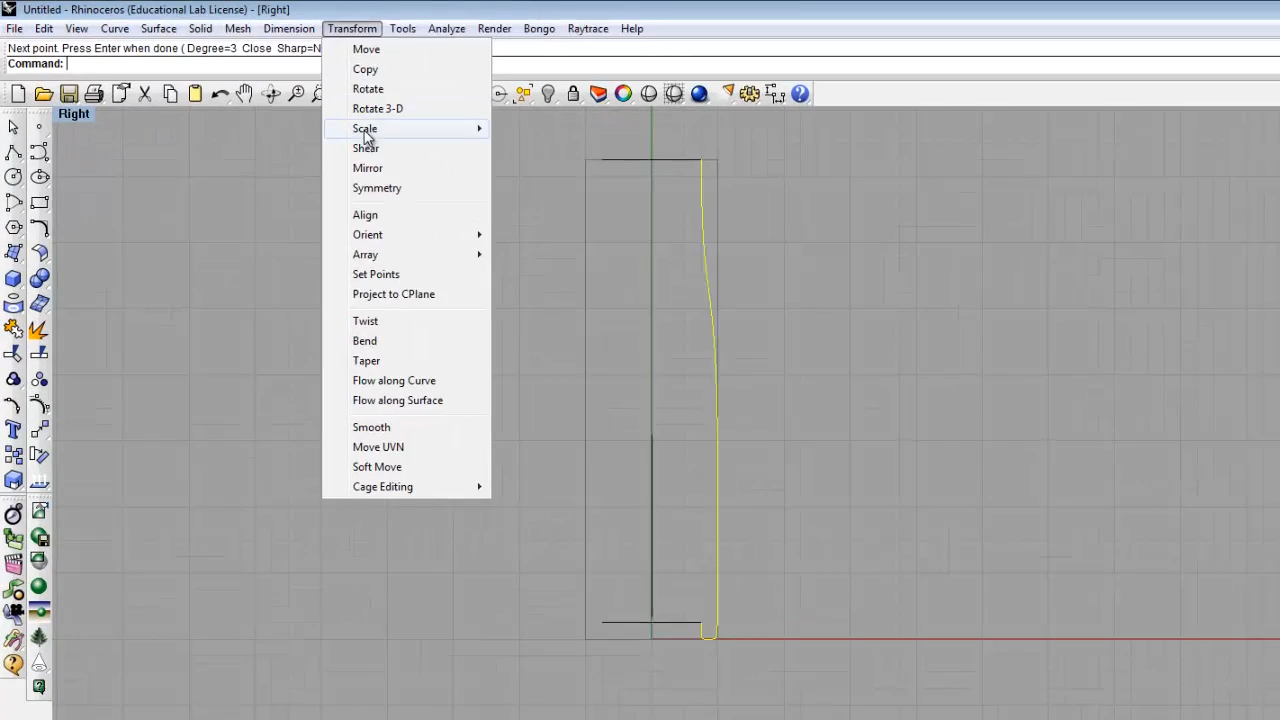 Untitled - Rhinoceros (Educational Lab License) - [Right]
File Edit View Curve Surface Solid Mesh Dimension Transform Tools Analyze Render Bongo Raytrace Help
Next point. Press Enter when done ( Degree=3 Close Sharp=N
Command:
Right
Move
Copy
Rotate
Rotate 3-D
Scale
Shear
Mirror
Symmetry
Align
Orient
Array
Set Points
Project to CPlane
Twist
Bend
Taper
Flow along Curve
Flow along Surface
Smooth
Move UVN
Soft Move
Cage Editing